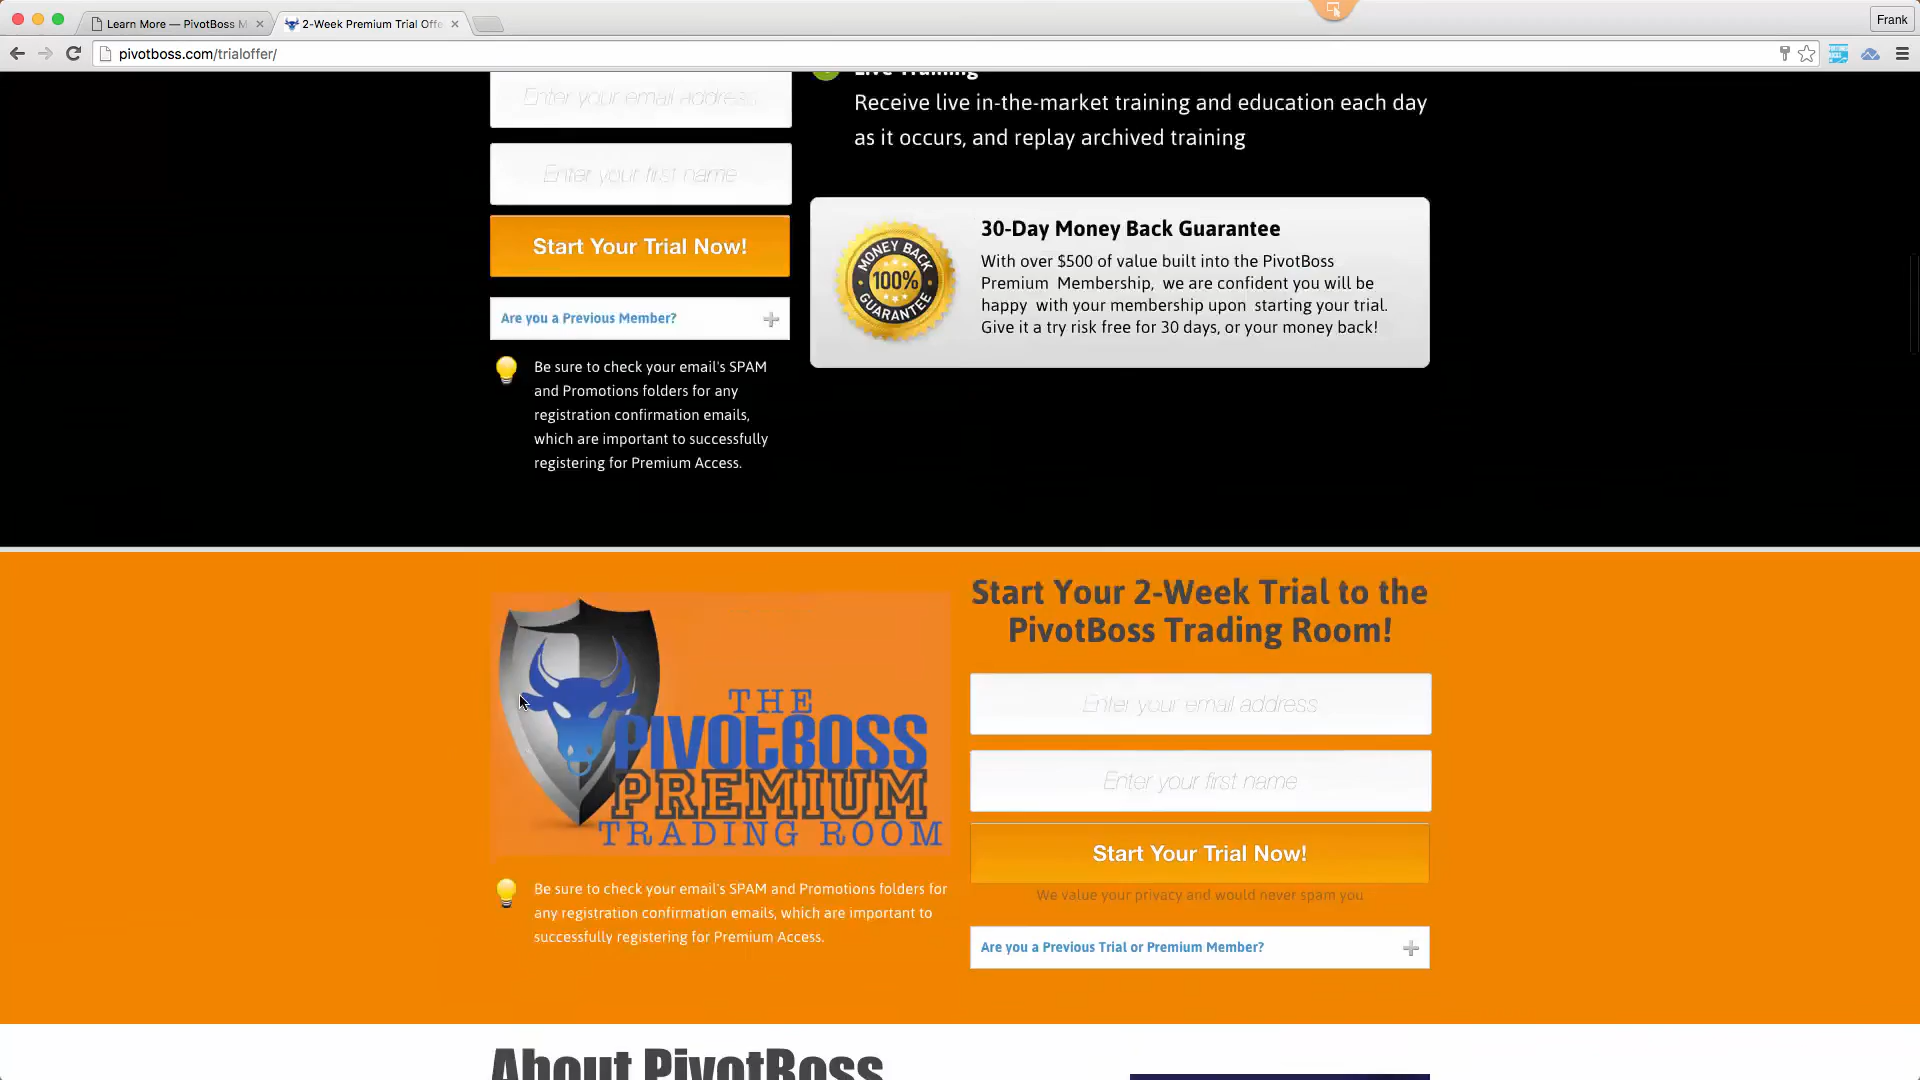 Learn More — PivotBoss M
2-Week Premium Trial Offe
Frank
pivotboss.com/trialoffer/
Live Training
Receive live in-the-market training and education each day
as it occurs, and replay archived training
Enter your email address
Enter your first name
Start Your Trial Now!
Are you a Previous Member?
Be sure to check your email's SPAM
and Promotions folders for any
registration confirmation emails,
which are important to successfully
registering for Premium Access.
MONEY BACK
100%
GUARANTEE
30-Day Money Back Guarantee
With over $500 of value built into the PivotBoss
Premium Membership, we are confident you will be
happy with your membership upon starting your trial.
Give it a try risk free for 30 days, or your money back!
THE
PIVOTBOSS
PREMIUM
TRADING ROOM
Be sure to check your email's SPAM and Promotions folders for
any registration confirmation emails, which are important to
successfully registering for Premium Access.
Start Your 2-Week Trial to the
PivotBoss Trading Room!
Enter your email address
Enter your first name
Start Your Trial Now!
We value your privacy and would never spam you
Are you a Previous Trial or Premium Member?
About PivotBoss